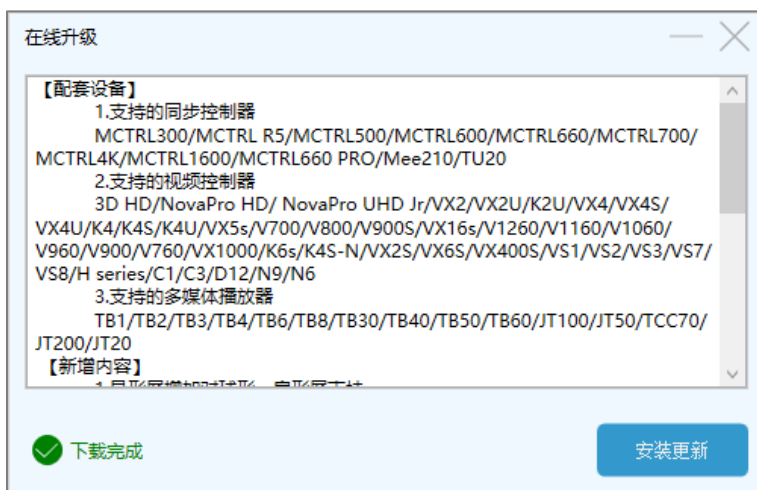 在线升级
【配套设备】
1.支持的同步控制器
MCTRL300/MCTRL R5/MCTRL500/MCTRL600/MCTRL660/MCTRL700/
MCTRL4K/MCTRL1600/MCTRL660 PRO/Mee210/TU20
2.支持的视频控制器
3D HD/NovaPro HD/ NovaPro UHD Jr/VX2/VX2U/K2U/VX4/VX4S/
VX4U/K4/K4S/K4U/VX5s/V700/V800/V900S/VX16s/V1260/V1160/V1060/
V960/V900/V760/VX1000/K6s/K4S-N/VX2S/VX6S/VX400S/VS1/VS2/VS3/VS7/
VS8/H series/C1/C3/D12/N9/N6
3.支持的多媒体播放器
TB1/TB2/TB3/TB4/TB6/TB8/TB30/TB40/TB50/TB60/JT100/JT50/TCC70/
JT200/JT20
【新增内容】
下载完成
安装更新